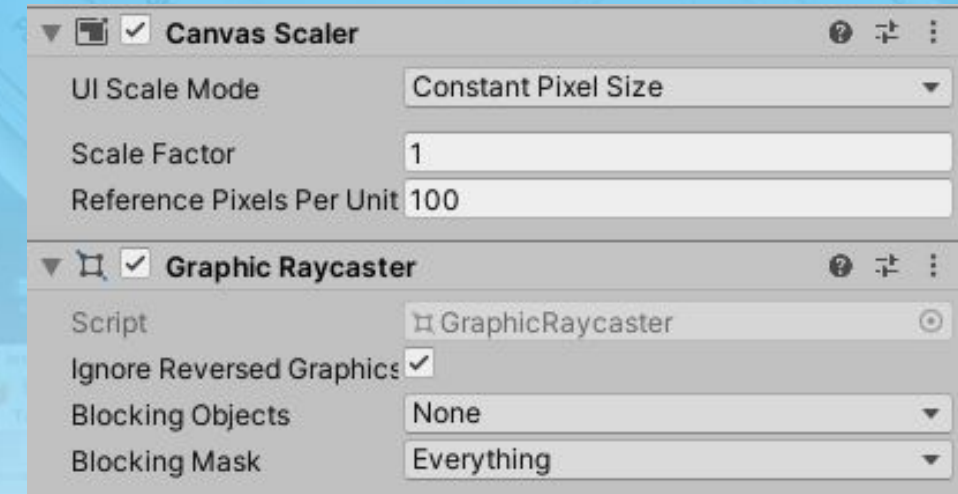 Canvas Scaler
UI Scale Mode Constant Pixel Size
Scale Factor 1
Reference Pixels Per Unit 100
Graphic Raycaster
Script GraphicRaycaster
Ignore Reversed Graphics
Blocking Objects None
Blocking Mask Everything